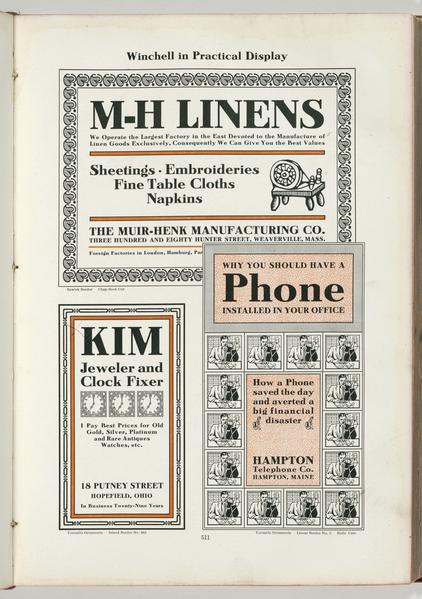 Winchell in Practical Display
M-H LINENS
We Operate the Largest Factory in the East Devoted to the Manufacture of
Linen Goods Exclusively, Consequently We Can Give You the Best Values
Sheetings · Embroideries
Fine Table Cloths
Napkins
THE MUIR-HENK MANUFACTURING CO.
THREE HUNDRED AND EIGHTY HUNTER STREET, WEAVERVILLE, MASS.
Foreign Factories in London, Hamburg,
WHY YOU SHOULD HAVE A
Phone
INSTALLED IN YOUR OFFICE
How a Phone
saved the day
and averted a
big financial
disaster
HAMPTON
Telephone Co.
HAMPTON, MAINE
KIM
Jeweler and
Clock Fixer
I Pay Best Prices for Old
Gold, Silver, Platinum
and Rare Antiques
Watches, etc.
18 PUTNEY STREET
HOPEFIELD, OHIO
In Business Twenty-Nine Years
Versatile Ornaments
Versatile Ornaments
511